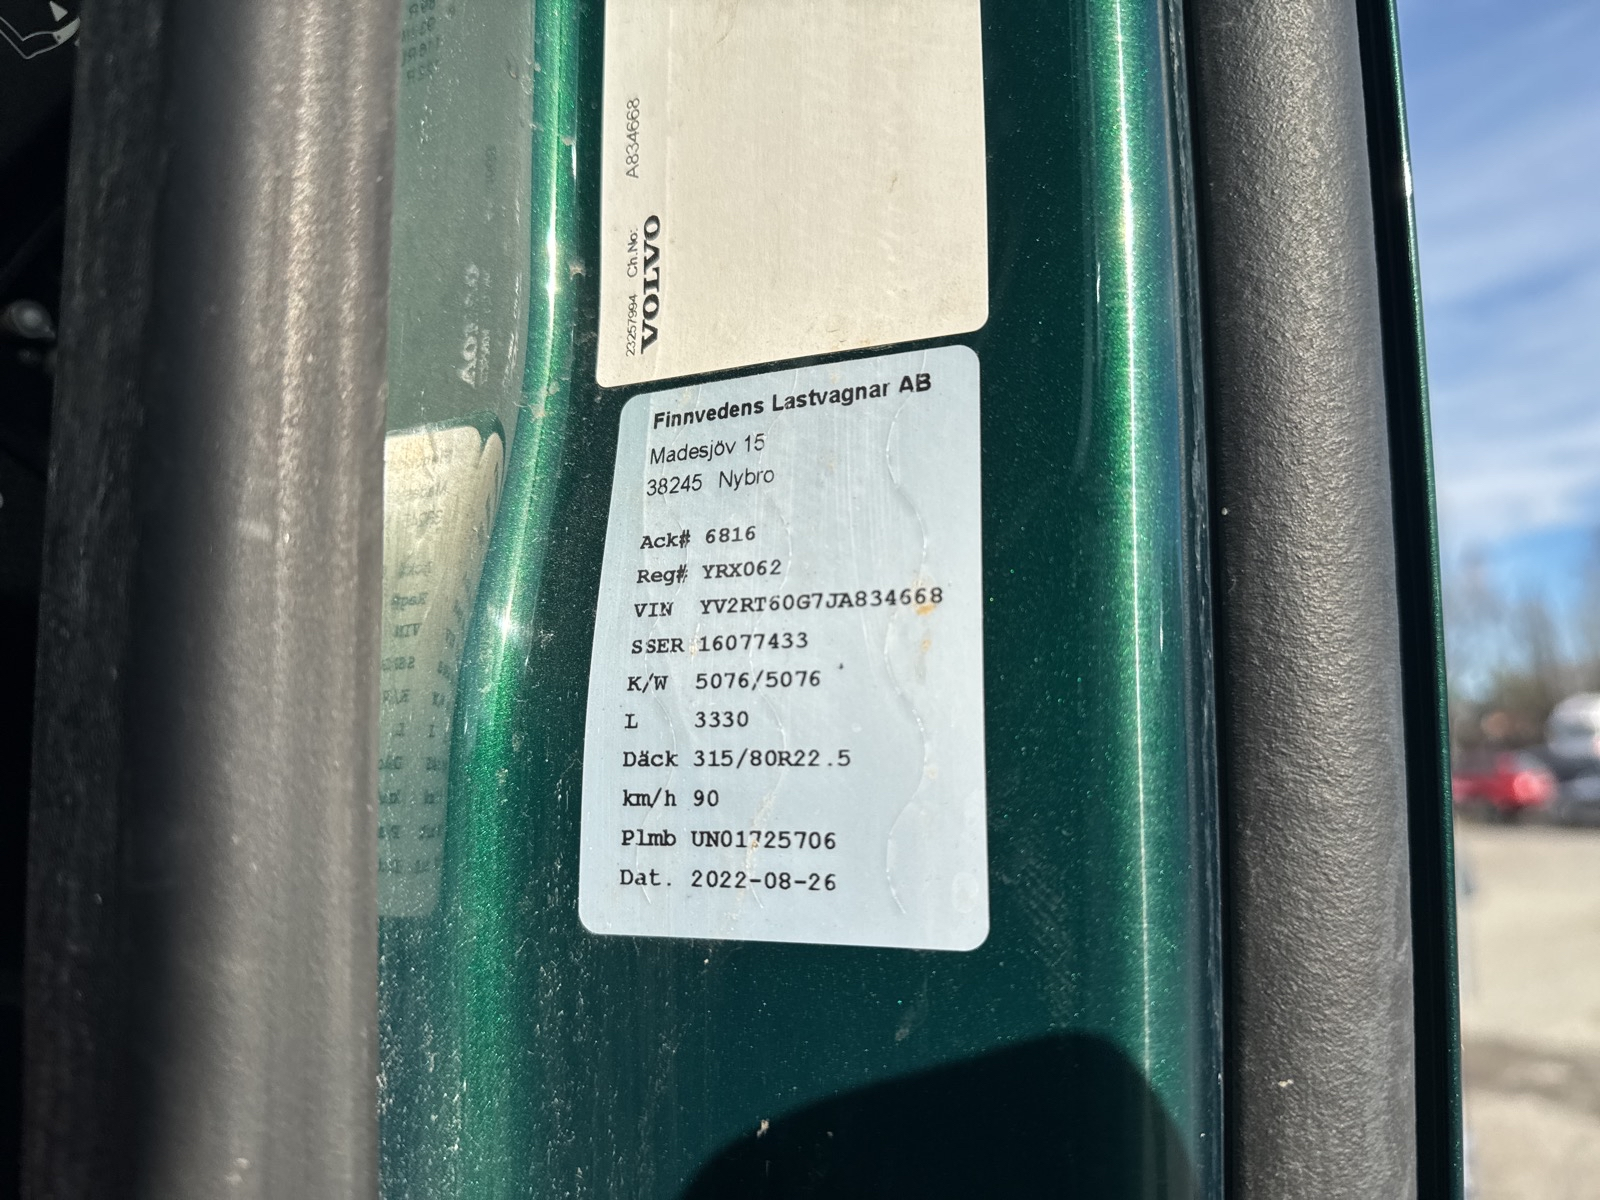 23257994 Ch.No: A834668
VOLVO
Finnvedens Lastvagnar AB
Madesjöv 15
38245 Nybro
Ack# 6816
Reg# YRX062
VIN YV2RT60G7JA834668
SSER 16077433
K/W 5076/5076
L 3330
Däck 315/80R22.5
km/h 90
Plmb UN01725706
Dat. 2022-08-26